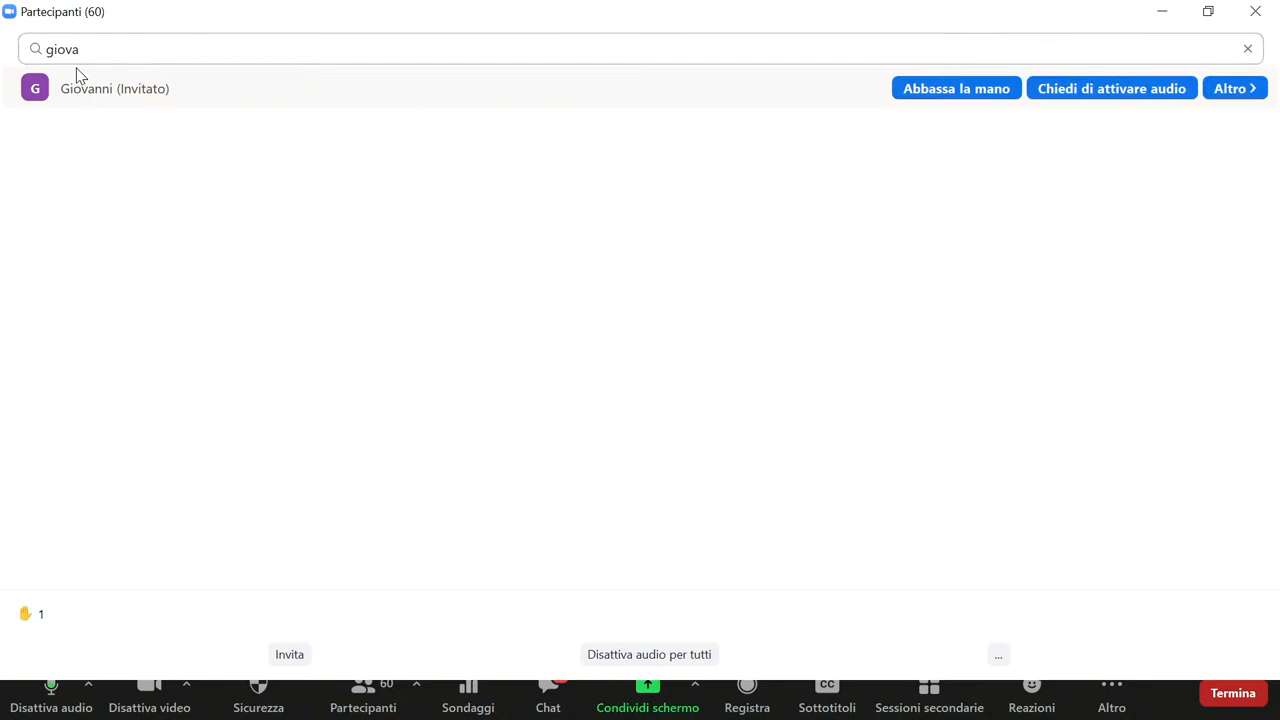 Partecipanti (60)
giova
G Giovanni (Invitato) Abbassa la mano Chiedi di attivare audio Altro
1
Invita Disattiva audio per tutti ...
60 CC
Disattiva audio Disattiva video Sicurezza Partecipanti Sondaggi Chat Condividi schermo Registra Sottotitoli Sessioni secondarie Reazioni Altro Termina